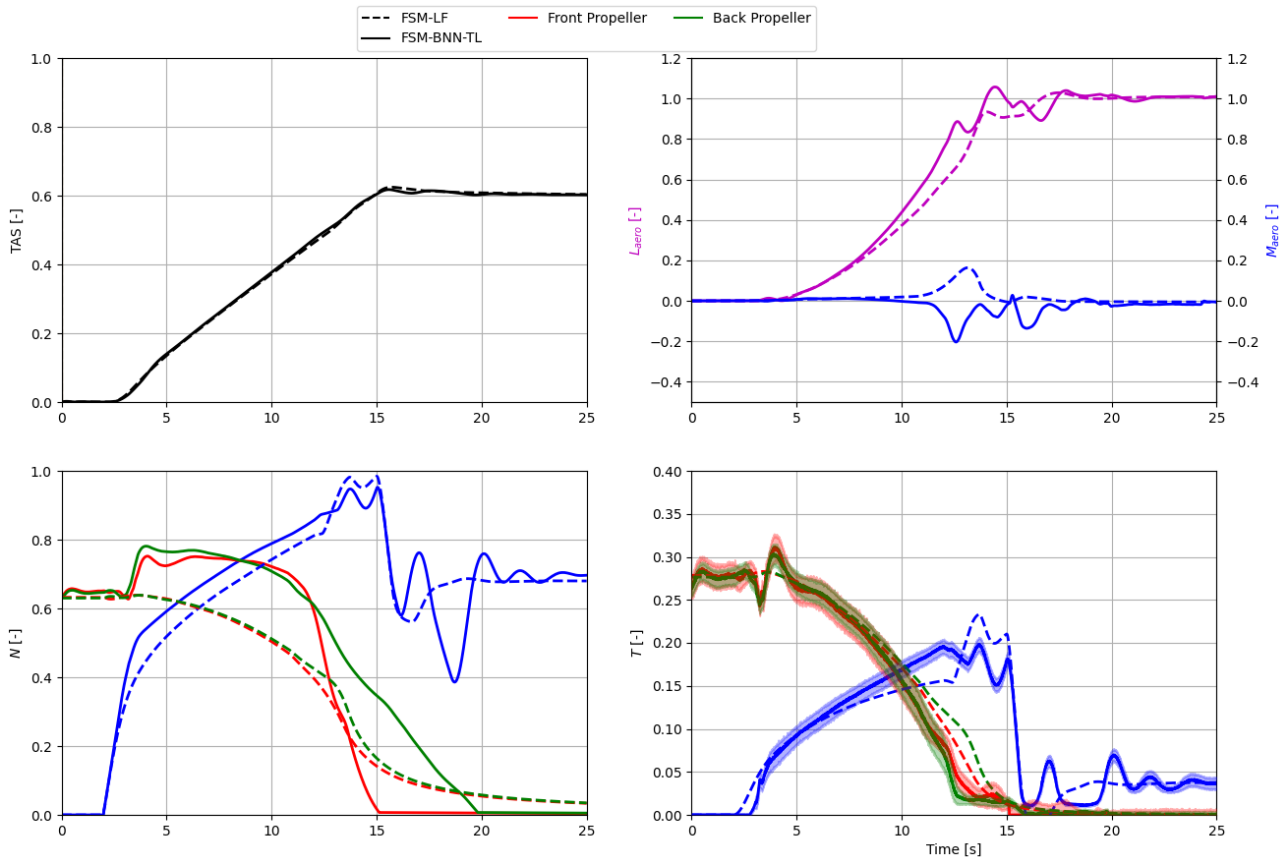 FSM-LF
FSM-BNN-TL
Front Propeller
Back Propeller
1.0
0.8
0.6
0.4
0.2
0.0
TAS [-]
0 5 10 15 20 25
1.2
1.0
0.8
0.6
0.4
0.2
0.0
−0.2
−0.4
L_aero [-]
0 5 10 15 20 25
1.2
1.0
0.8
0.6
0.4
0.2
0.0
−0.2
−0.4
M_aero [-]
1.0
0.8
0.6
0.4
0.2
0.0
N [-]
0 5 10 15 20 25
0.40
0.35
0.30
0.25
0.20
0.15
0.10
0.05
0.00
T [-]
0 5 10 15 20 25
Time [s]